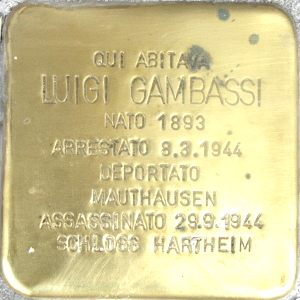 QUI ABITAVA
LUIGI GAMBASSI
NATO 1893
ARRESTATO 8.3.1944
DEPORTATO
MAUTHAUSEN
ASSASSINATO 29.9.1944
SCHLOSS HARTHEIM